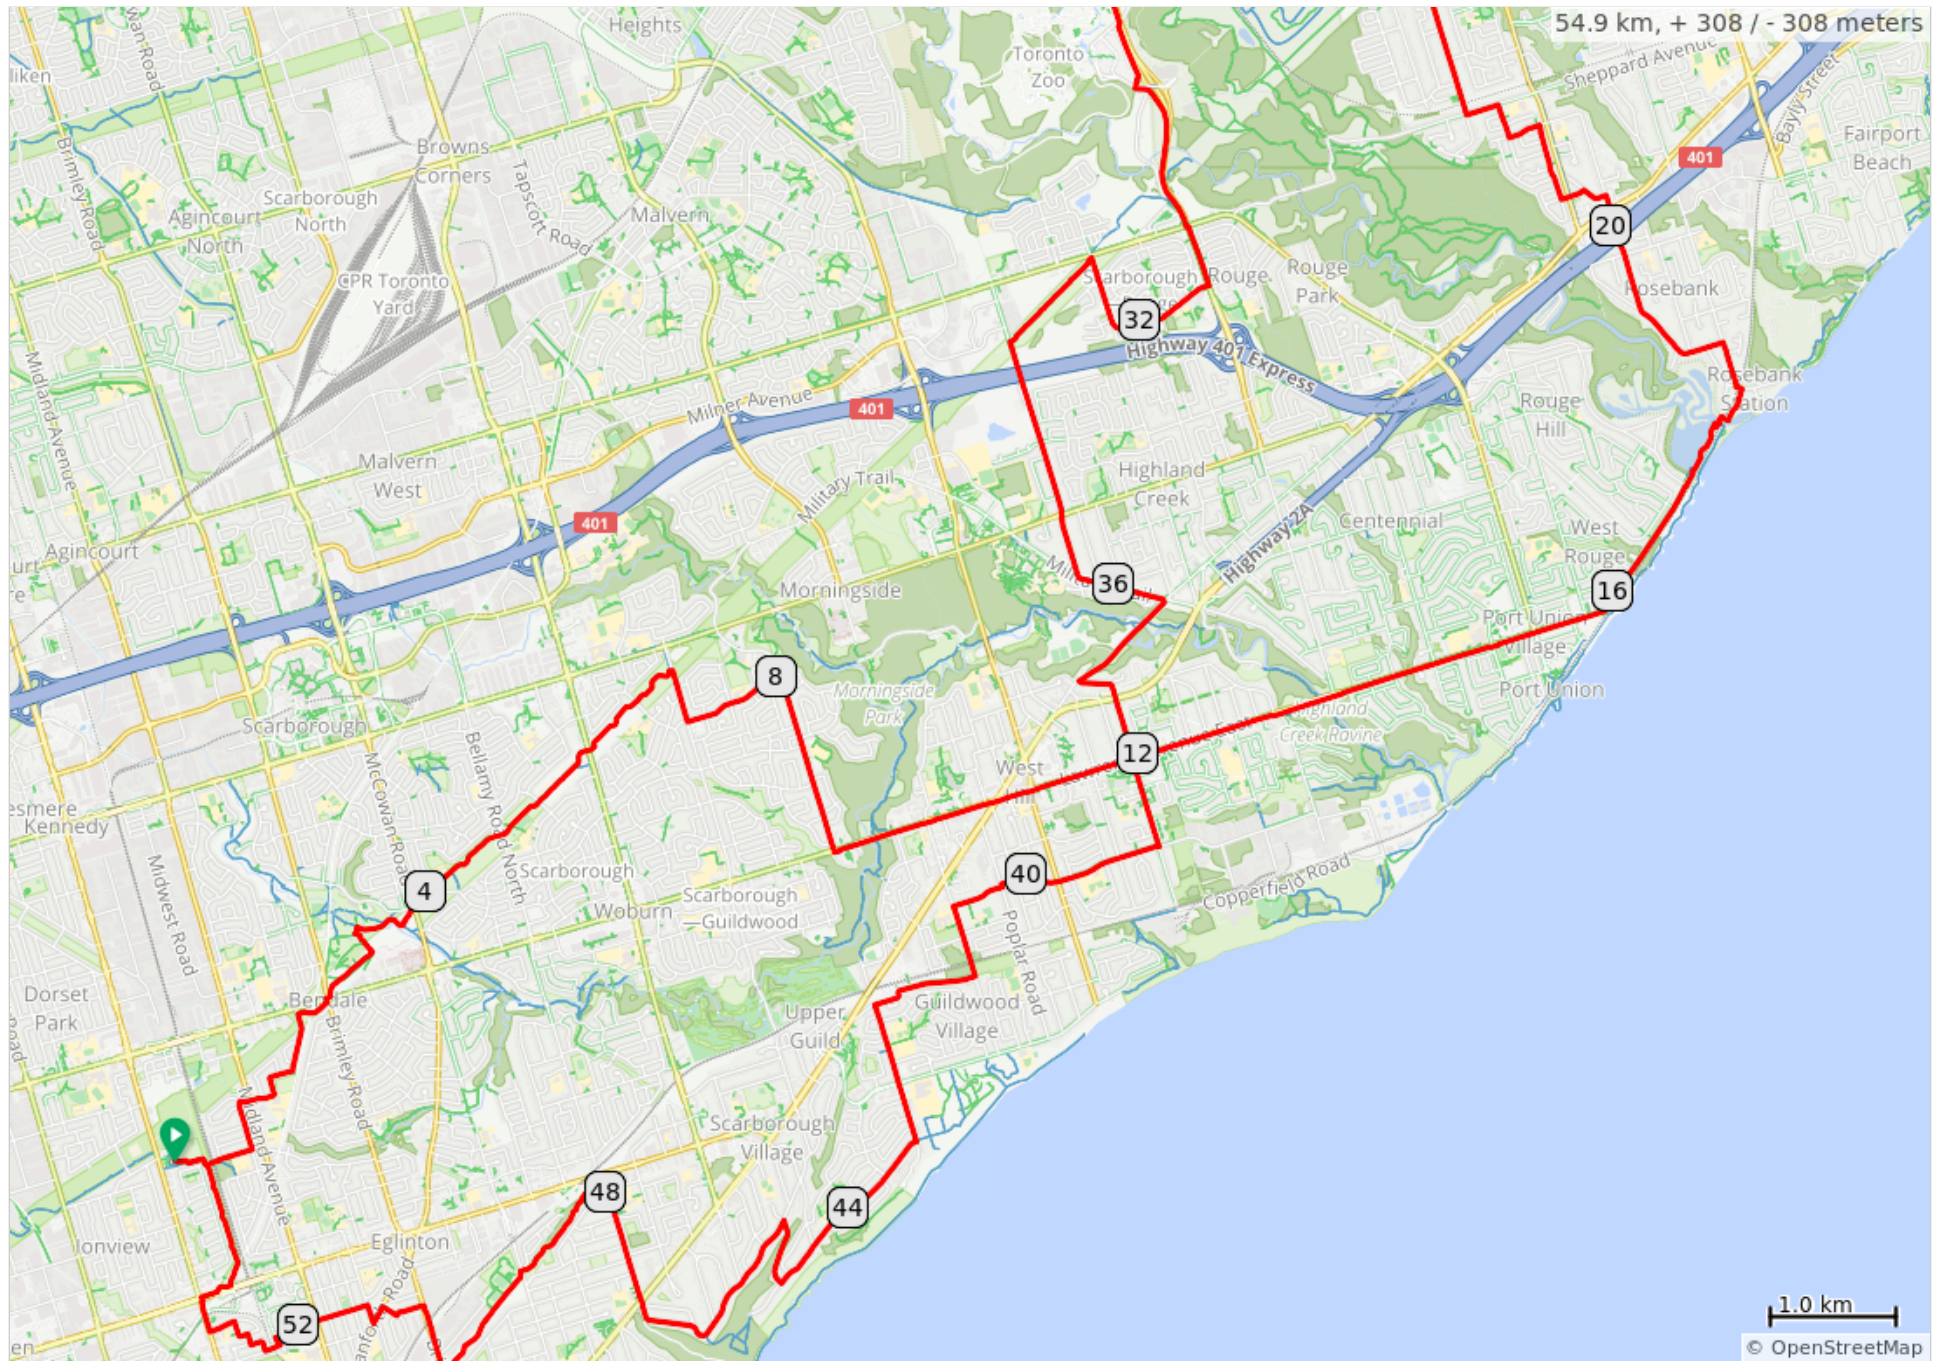 54.9 km, + 308 / - 308 meters
Heights
Toronto
Zoo
Sheppard Avenue
Bayly Street
wan Road
liken
Brimley Road
Browns
Corners
Tapscott Road
401
Fairport
Beach
Scarborough
North
Agincourt
North
Malvern
20
CPR Toronto
Yard
Scarborough
Rouge
Rouge
Park
Rosebank
32
Highway 401 Express
Midland Avenue
Milner Avenue
401
Rosebank
Station
Rouge
Hill
Malvern
West
Military Trail
Highland
Creek
401
Centennial
Highway 2A
West
Rouge
Agincourt
Morningside
36
16
Port Union
Village
8
Morningside
Park
Port Union
Scarborough
Highland
Creek Ravine
McCowan Road
Bellamy Road North
12
West
Hill
esmere
Kennedy
Midwest Road
4
Scarborough
40
Copperfield Road
Woburn
Scarborough
—Guildwood
Poplar Road
Dorset
Park
Bendale
Upper
Guild
Guildwood
Village
Brimley Road
Midland Avenue
Scarborough
Village
48
44
Ionview
Eglinton
52
1.0 km
© OpenStreetMap